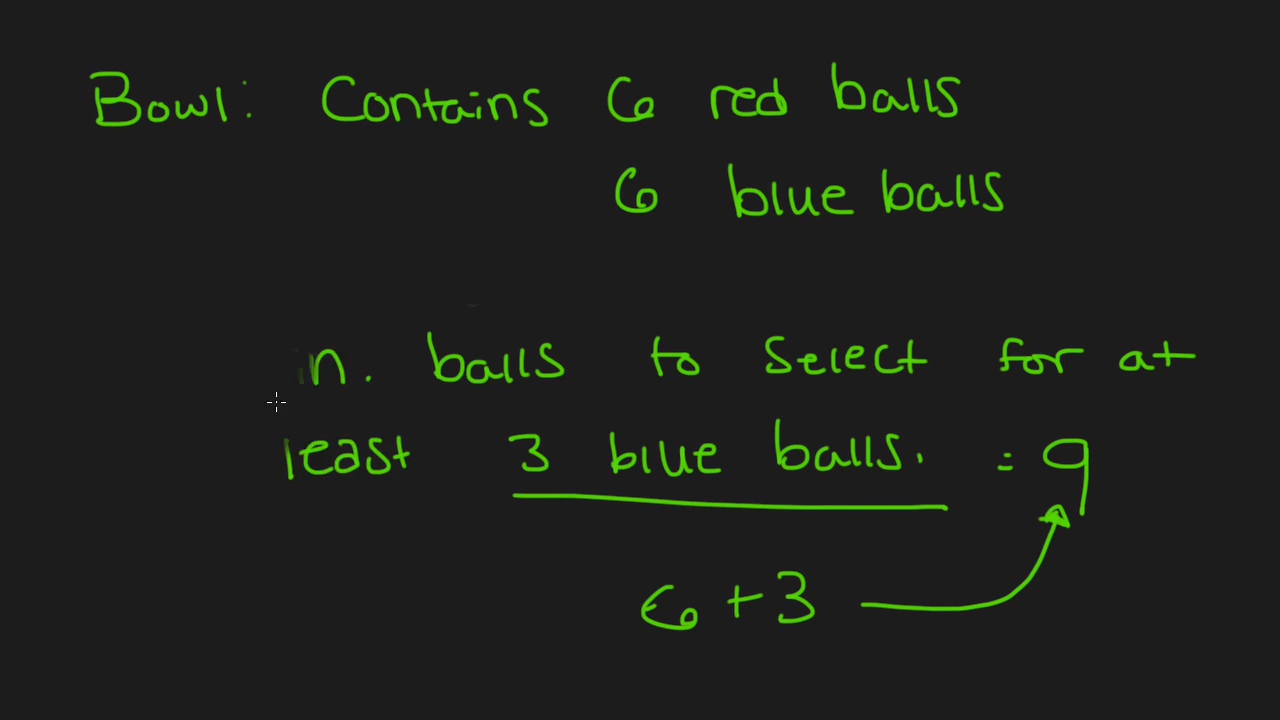 Bowl: Contains 6 red balls
6 blue balls
in. balls to select for at
least 3 blue balls. = 9
6 + 3